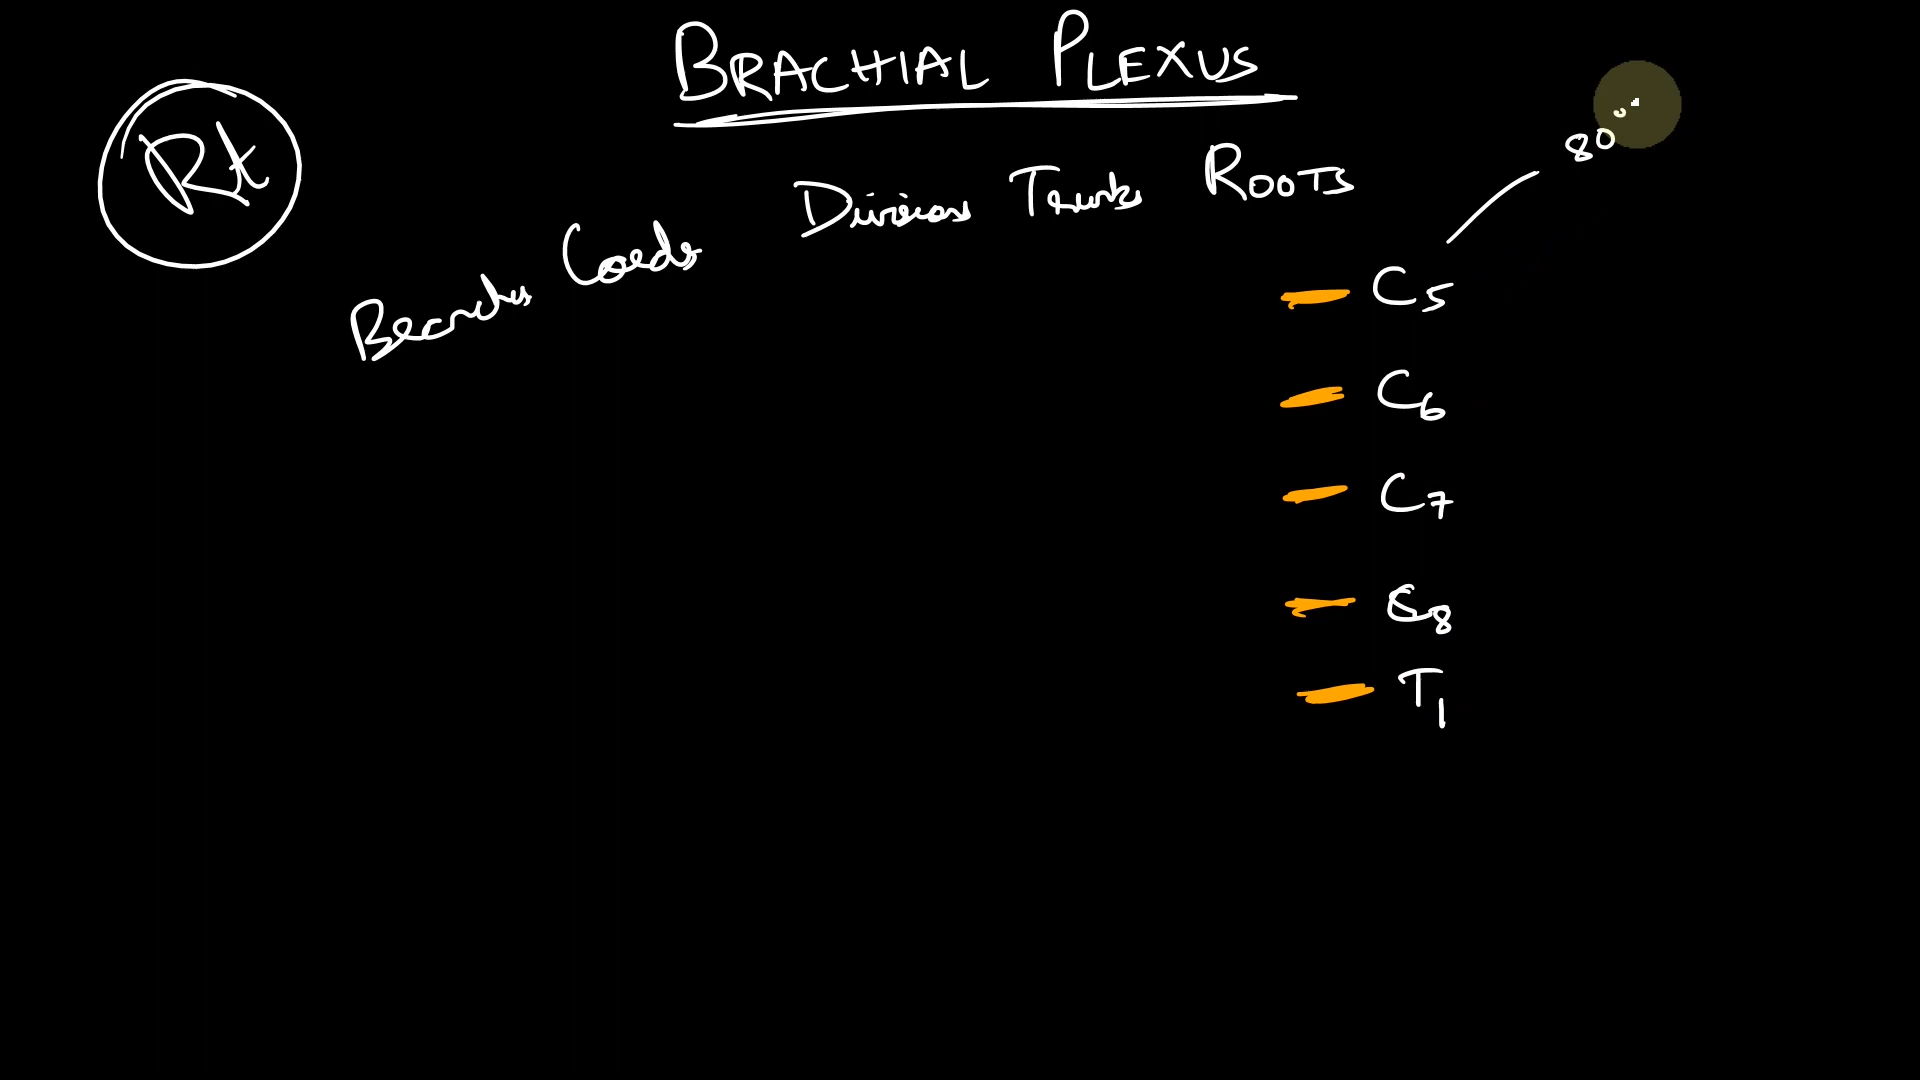 BRACHIAL PLEXUS
Rt
Branches Cords Divisions Trunks ROOTS
80
C5
C6
C7
C8
T1